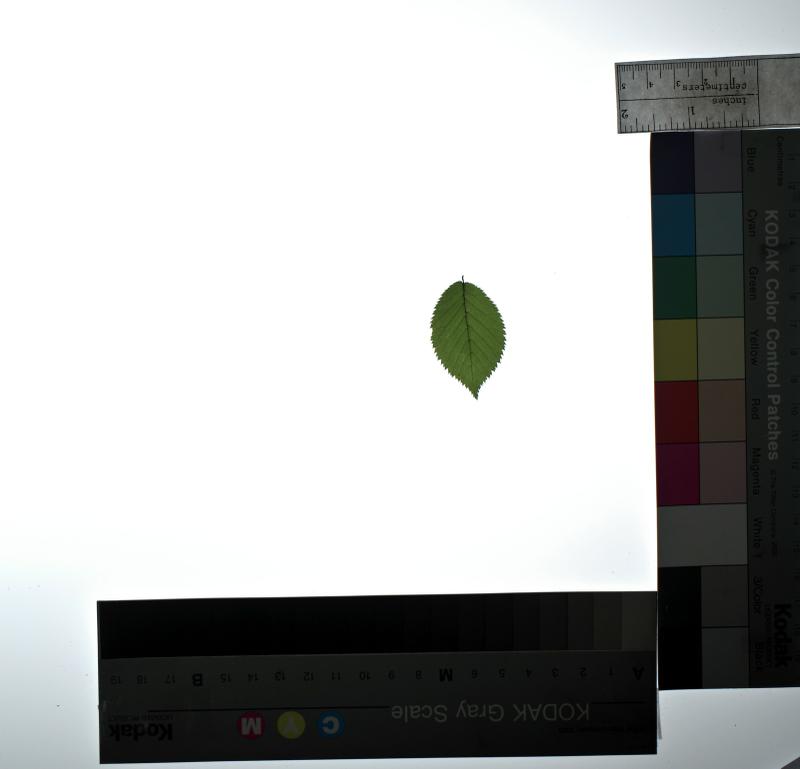 5 4 3 2 1
centimeters
inches
2 1
Centimetres
KODAK Color Control Patches
Blue
Cyan
Green
Yellow
Red
Magenta
White
3/Color
Black
Kodak
A 1 2 3 4 5 6 M 8 9 10 11 12 13 14 15 B 17 18 19
KODAK Gray Scale
C Y M
Kodak